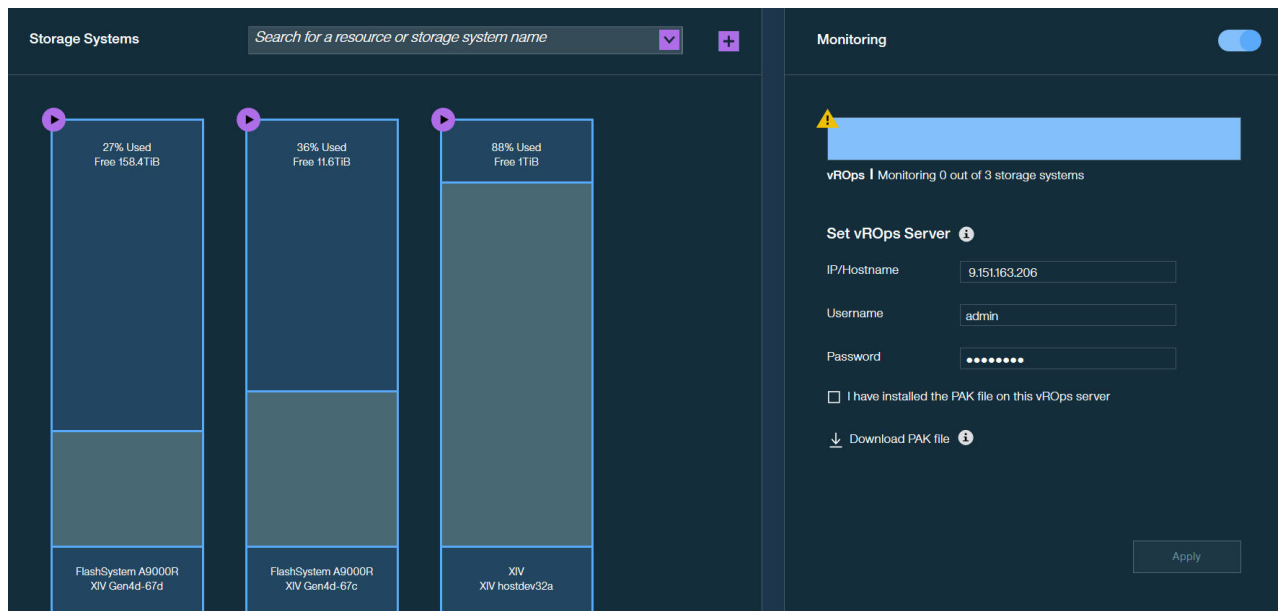 Storage Systems
Search for a resource or storage system name
27% Used
Free 158.4TiB
36% Used
Free 11.6TiB
88% Used
Free 1TiB
FlashSystem A9000R
XIV Gen4d-67d
FlashSystem A9000R
XIV Gen4d-67c
XIV
XIV hostdev32a
Monitoring
vROps | Monitoring 0 out of 3 storage systems
Set vROps Server
IP/Hostname
9.151.163.206
Username
admin
Password
I have installed the PAK file on this vROps server
Download PAK file
Apply